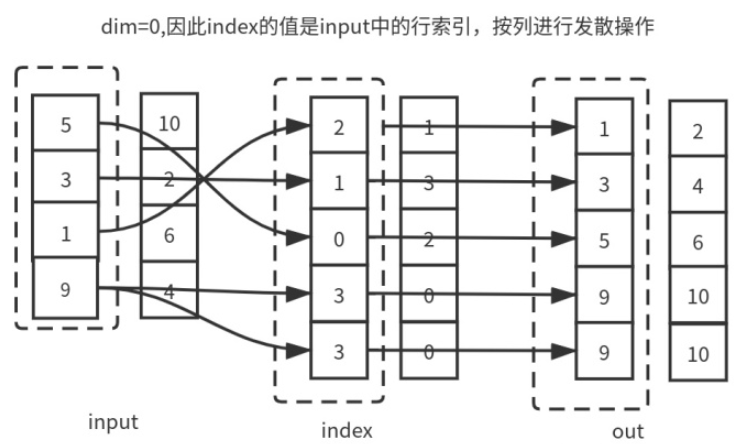 dim=0,因此index的值是input中的行索引，按列进行发散操作
5 10 2 1 1 2
3 2 1 3 3 4
1 6 0 2 5 6
9 4 3 0 9 10
3 0 9 10
input index out